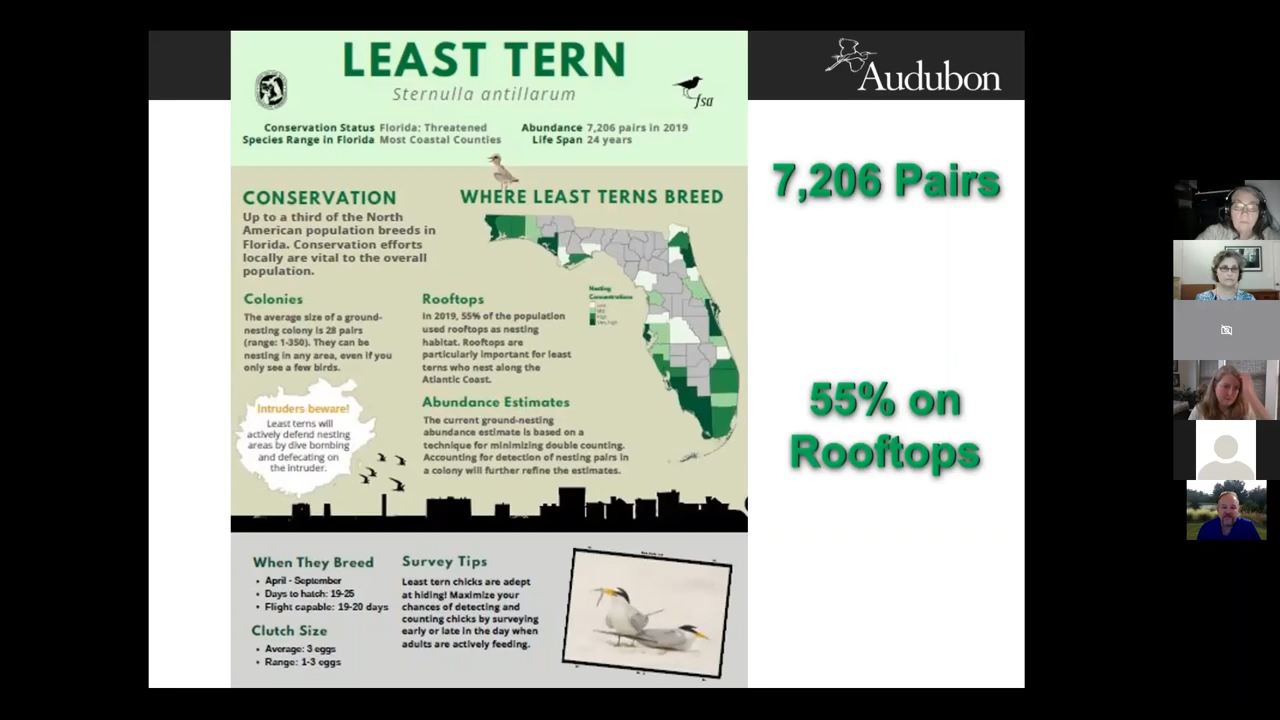 LEAST TERN
Sternulla antillarum
fsa
Audubon
Conservation Status Florida: Threatened
Species Range in Florida Most Coastal Counties
Abundance 7,206 pairs in 2019
Life Span 24 years
7,206 Pairs
55% on
Rooftops
CONSERVATION
Up to a third of the North
American population breeds in
Florida. Conservation efforts
locally are vital to the overall
population.
WHERE LEAST TERNS BREED
Nesting
Concentrations
Colonies
The average size of a ground-
nesting colony is 28 pairs
(range: 1-350). They can be
nesting in any area, even if you
only see a few birds.
Rooftops
In 2019, 55% of the population
used rooftops as nesting
habitat. Rooftops are
particularly important for least
terns who nest along the
Atlantic Coast.
Intruders beware!
Least terns will
actively defend nesting
areas by dive bombing
and defecating on
the intruder.
Abundance Estimates
The current ground-nesting
abundance estimate is based on a
technique for minimizing double counting.
Accounting for detection of nesting pairs in
a colony will further refine the estimates.
When They Breed
• April - September
• Days to hatch: 19-25
• Flight capable: 19-20 days
Clutch Size
• Average: 3 eggs
• Range: 1-3 eggs
Survey Tips
Least tern chicks are adept
at hiding! Maximize your
chances of detecting and
counting chicks by surveying
early or late in the day when
adults are actively feeding.